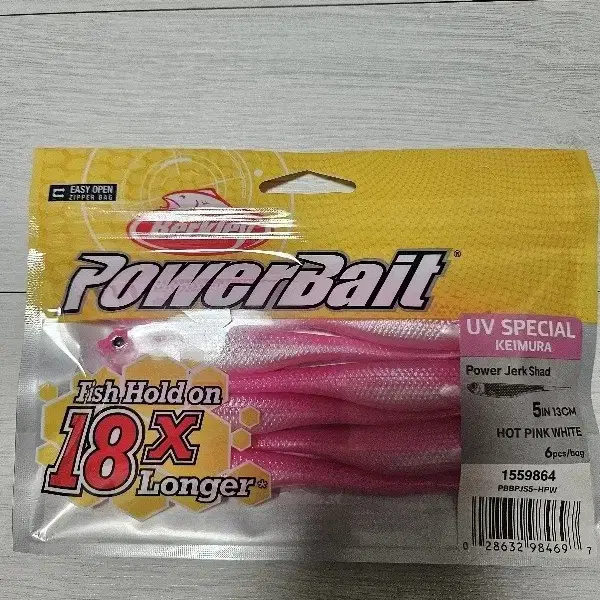 EASY OPEN
ZIPPER BAG
Berkley
PowerBait®
UV SPECIAL
KEIMURA
Power Jerk Shad
5IN 13CM
HOT PINK WHITE
6pcs/bag
1559864
PBBPJS5-HPW
0 28632 98469 7
Fish Hold on
18X
Longer*